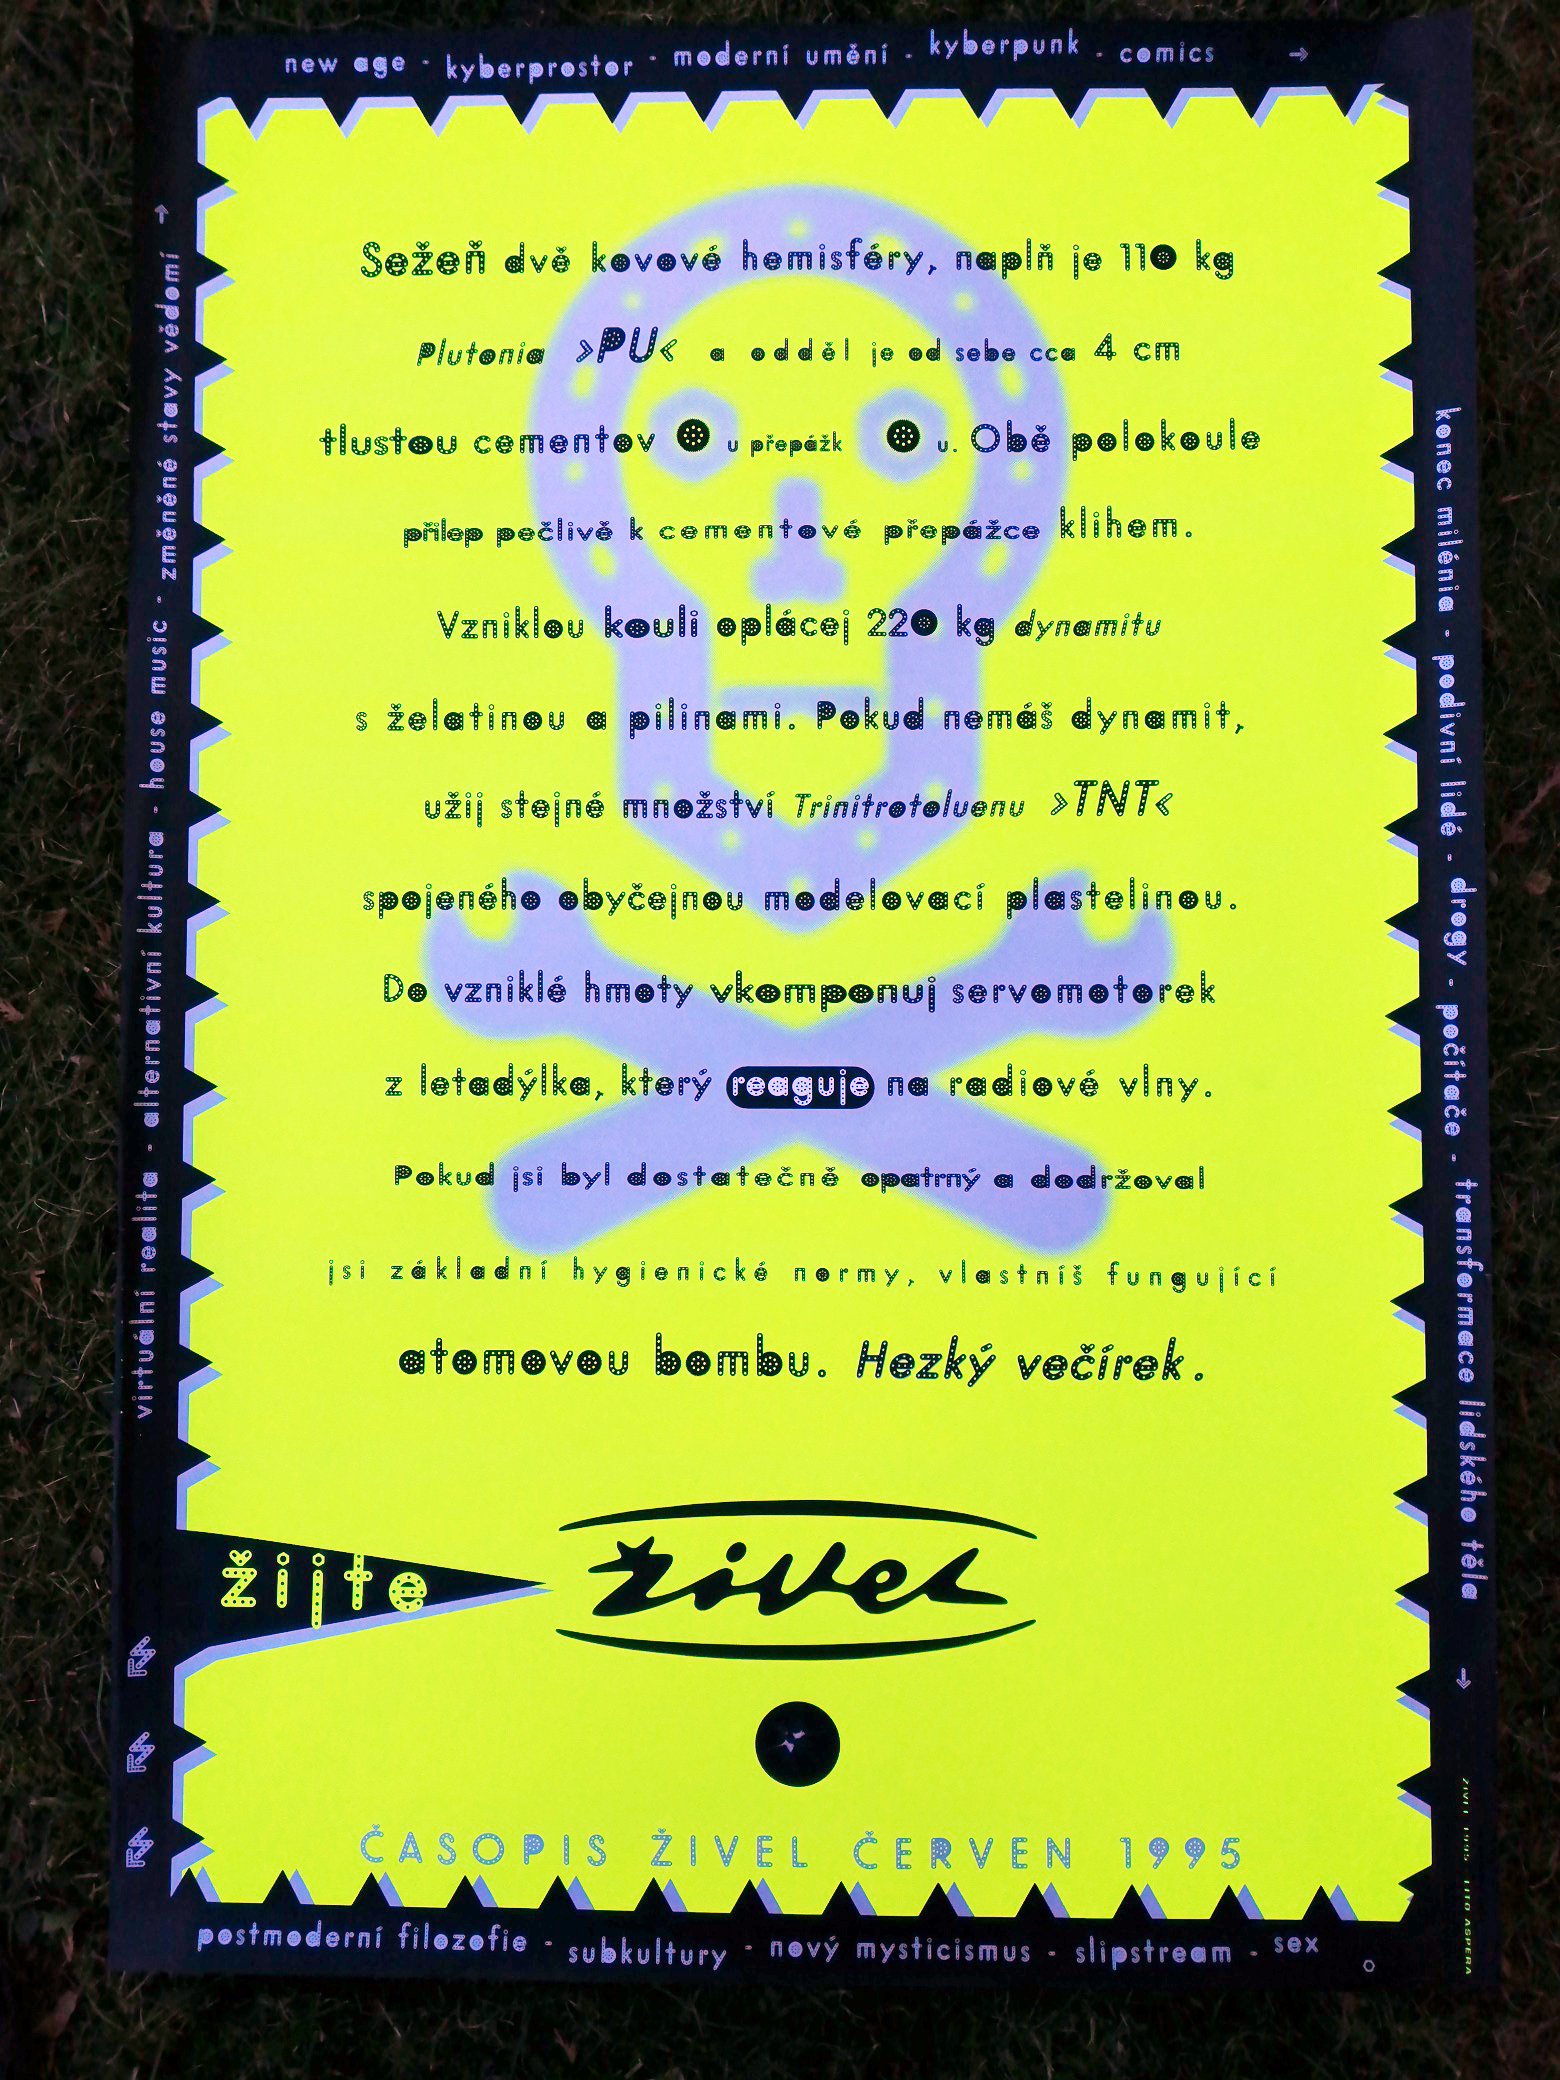 new age - kyberprostor - moderní umění - kyberpunk - comics →
virtuální realita - alternativní kultura - house music - změněné stavy vědomí →
konec milénia - podivní lidé - drogy - počítače - transformace lidského těla →
Sežeň dvě kovové hemisféry, naplň je 110 kg
Plutonia >PU< a odděl je od sebe cca 4 cm
tlustou cementov u přepážk u. Obě polokoule
přilep pečlivě k cementové přepážce klihem.
Vzniklou kouli oplácej 220 kg dynamitu
s želatinou a pilinami. Pokud nemáš dynamit,
užij stejné množství Trinitrotoluenu >TNT<
spojeného obyčejnou modelovací plastelinou.
Do vzniklé hmoty vkomponuj servomotorek
z letadýlka, který reaguje na radiové vlny.
Pokud jsi byl dostatečně opatrný a dodržoval
jsi základní hygienické normy, vlastníš fungující
atomovou bombu. Hezký večírek.
žijte živel
ČASOPIS ŽIVEL ČERVEN 1995
postmoderní filozofie - subkultury - nový mysticismus - slipstream - sex
ŽIVEL 1995 LITO ASPERA